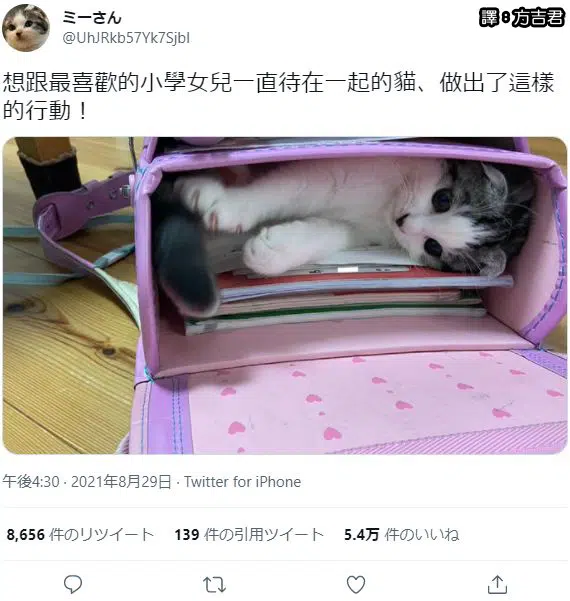 ミーさん
譯：方吉君
@UhJRkb57Yk7Sjbl
想跟最喜歡的小學女兒一直待在一起的貓、做出了這樣
的行動！
午後4:30 · 2021年8月29日 · Twitter for iPhone
8,656 件のリツイート 139 件の引用ツイート 5.4万 件のいいね